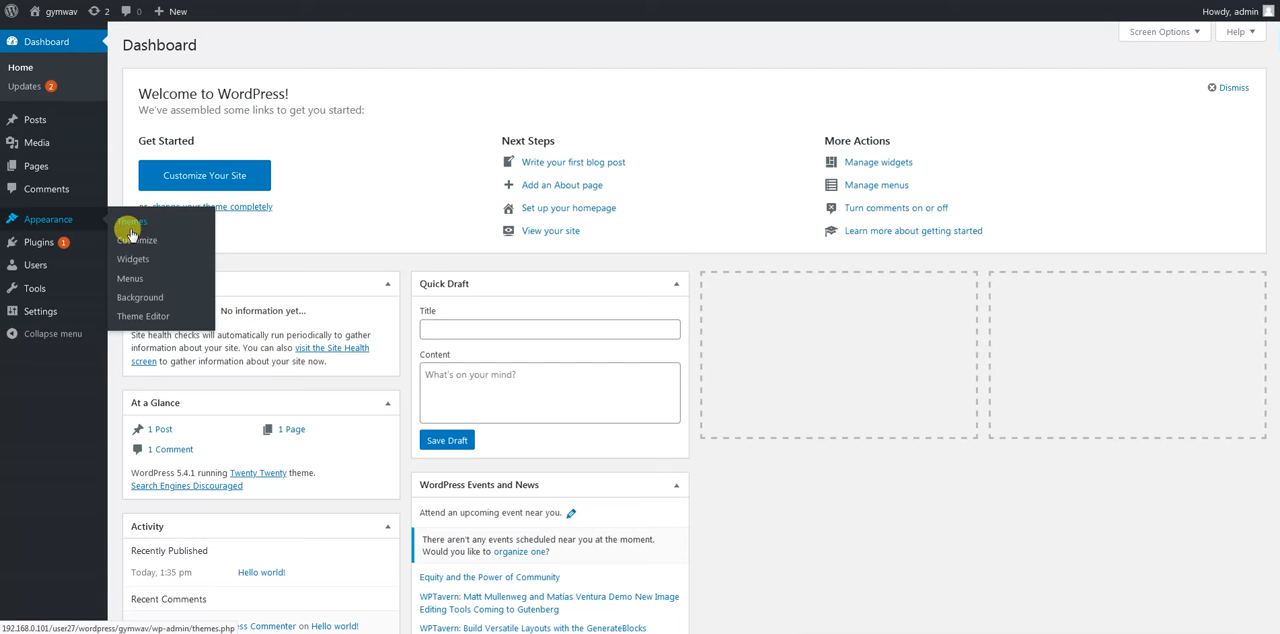 gymwav 2 0 New Howdy, admin
Dashboard
Home
Updates 2
Posts
Media
Pages
Comments
Appearance
Plugins 1
Users
Tools
Settings
Collapse menu
Themes
Customize
Widgets
Menus
Background
Theme Editor
Dashboard
Screen Options Help
Welcome to WordPress!
We've assembled some links to get you started:
Dismiss
Get Started
Customize Your Site
change your theme completely
Next Steps
Write your first blog post
Add an About page
Set up your homepage
View your site
More Actions
Manage widgets
Manage menus
Turn comments on or off
Learn more about getting started
No information yet...
Site health checks will automatically run periodically to gather
information about your site. You can also visit the Site Health
screen to gather information about your site now.
At a Glance
1 Post 1 Page
1 Comment
WordPress 5.4.1 running Twenty Twenty theme.
Search Engines Discouraged
Activity
Recently Published
Today, 1:35 pm Hello world!
Recent Comments
ss Commenter on Hello world!
Quick Draft
Title
Content
What's on your mind?
Save Draft
WordPress Events and News
Attend an upcoming event near you.
There aren't any events scheduled near you at the moment.
Would you like to organize one?
Equity and the Power of Community
WPTavern: Matt Mullenweg and Matías Ventura Demo New Image
Editing Tools Coming to Gutenberg
WPTavern: Build Versatile Layouts with the GenerateBlocks
192.168.0.101/user27/wordpress/gymwav/wp-admin/themes.php